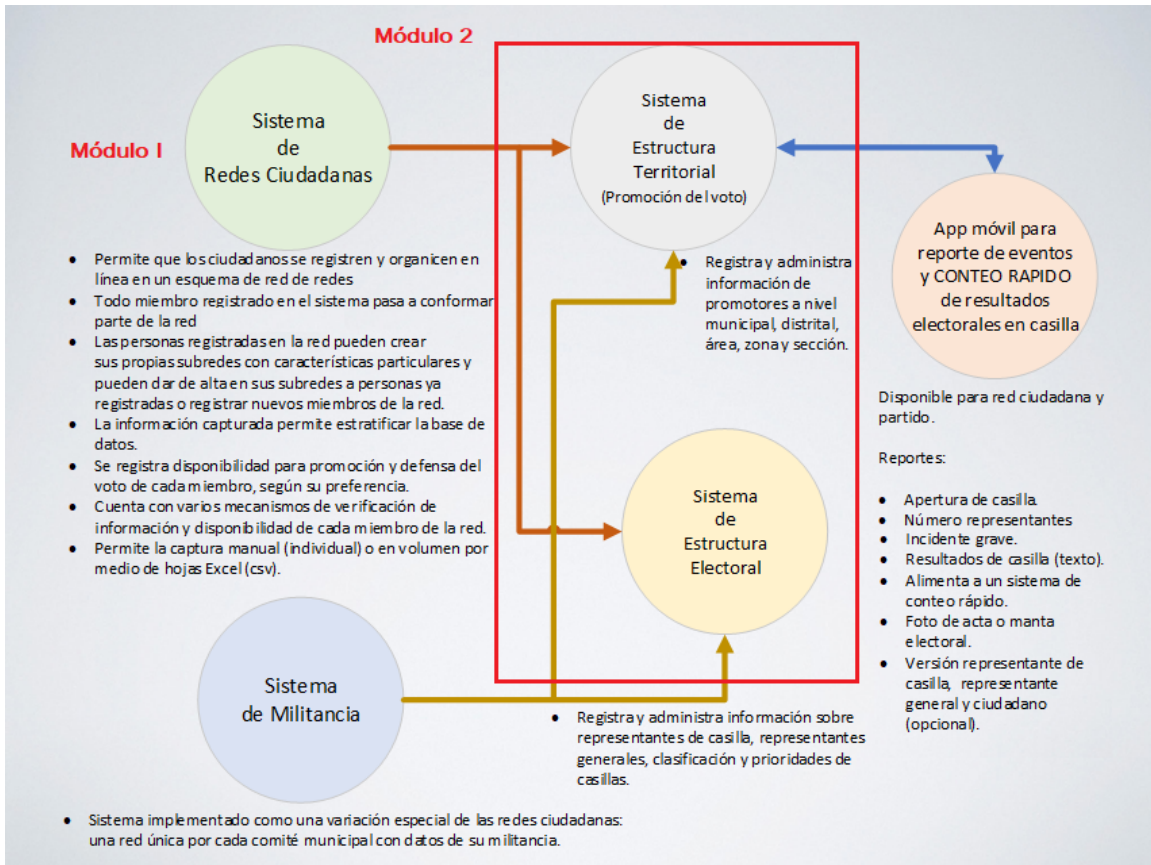 Módulo 2
Módulo I
Sistema
de
Redes Ciudadanas
Sistema
de
Estructura
Territorial
(Promoción del voto)
App móvil para
reporte de eventos
y CONTEO RAPIDO
de resultados
electorales en casilla
● Permite que los ciudadanos se registren y organicen en
línea en un esquema de red de redes
● Todo miembro registrado en el sistema pasa a conformar
parte de la red
● Las personas registradas en la red pueden crear
sus propias subredes con características particulares y
pueden dar de alta en sus subredes a personas ya
registradas o registrar nuevos miembros de la red.
● La información capturada permite estratificar la base de
datos.
● Se registra disponibilidad para promoción y defensa del
voto de cada miembro, según su preferencia.
● Cuenta con varios mecanismos de verificación de
información y disponibilidad de cada miembro de la red.
● Permite la captura manual (individual) o en volumen por
medio de hojas Excel (csv).
● Registra y administra
información de
promotores a nivel
municipal, distrital,
área, zona y sección.
Disponible para red ciudadana y
partido.
Reportes:
● Apertura de casilla.
● Número representantes
● Incidente grave.
● Resultados de casilla (texto).
● Alimenta a un sistema de
conteo rápido.
● Foto de acta o manta
electoral.
● Versión representante de
casilla, representante
general y ciudadano
(opcional).
Sistema
de
Estructura
Electoral
Sistema
de Militancia
● Registra y administra información sobre
representantes de casilla, representantes
generales, clasificación y prioridades de
casillas.
● Sistema implementado como una variación especial de las redes ciudadanas:
una red única por cada comité municipal con datos de su militancia.